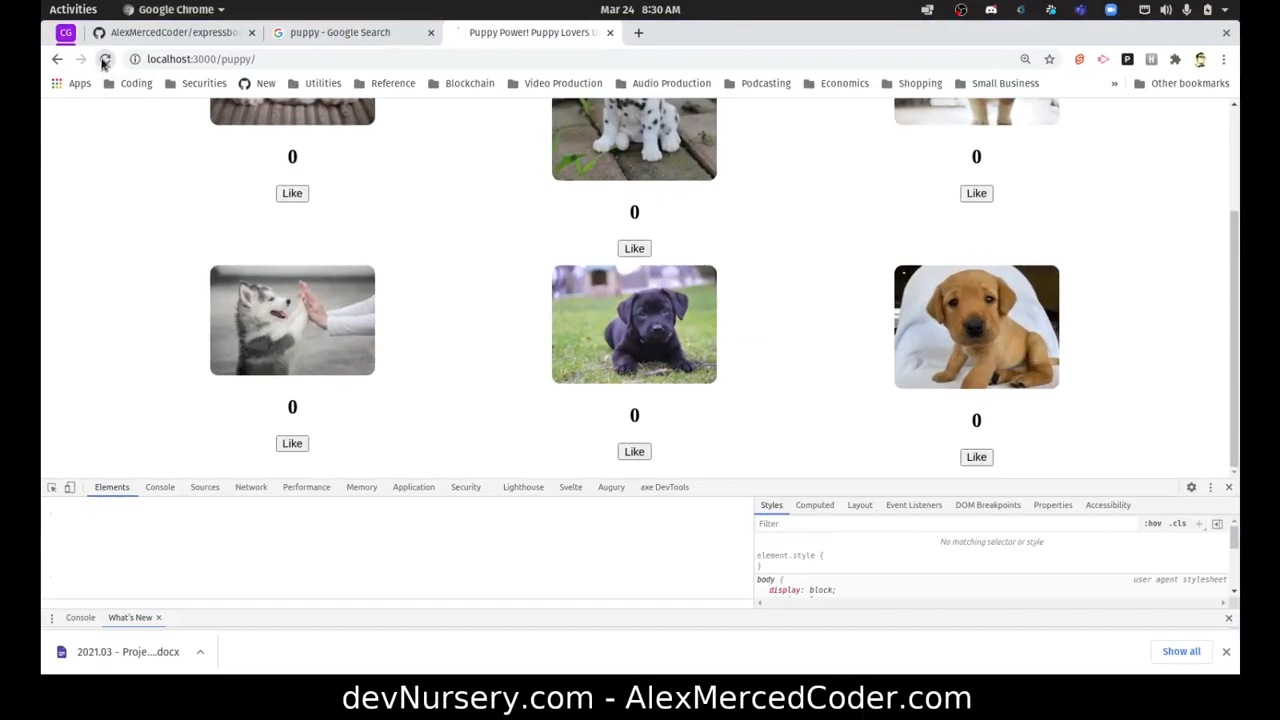 Activities Google Chrome Mar 24 8:30 AM
CG AlexMercedCoder/expressbo puppy - Google Search Puppy Power! Puppy Lovers U
localhost:3000/puppy/
Apps Coding Securities New Utilities Reference Blockchain Video Production Audio Production Podcasting Economics Shopping Small Business » Other bookmarks
0 0
Like Like
0
Like
0 0 0
Like Like Like
Elements Console Sources Network Performance Memory Application Security Lighthouse Svelte Augury axe DevTools
Styles Computed Layout Event Listeners DOM Breakpoints Properties Accessibility
Filter :hov .cls +
No matching selector or style
element.style {
}
body { user agent stylesheet
display: block;
Console What's New
2021.03 - Proje....docx Show all
devNursery.com - AlexMercedCoder.com